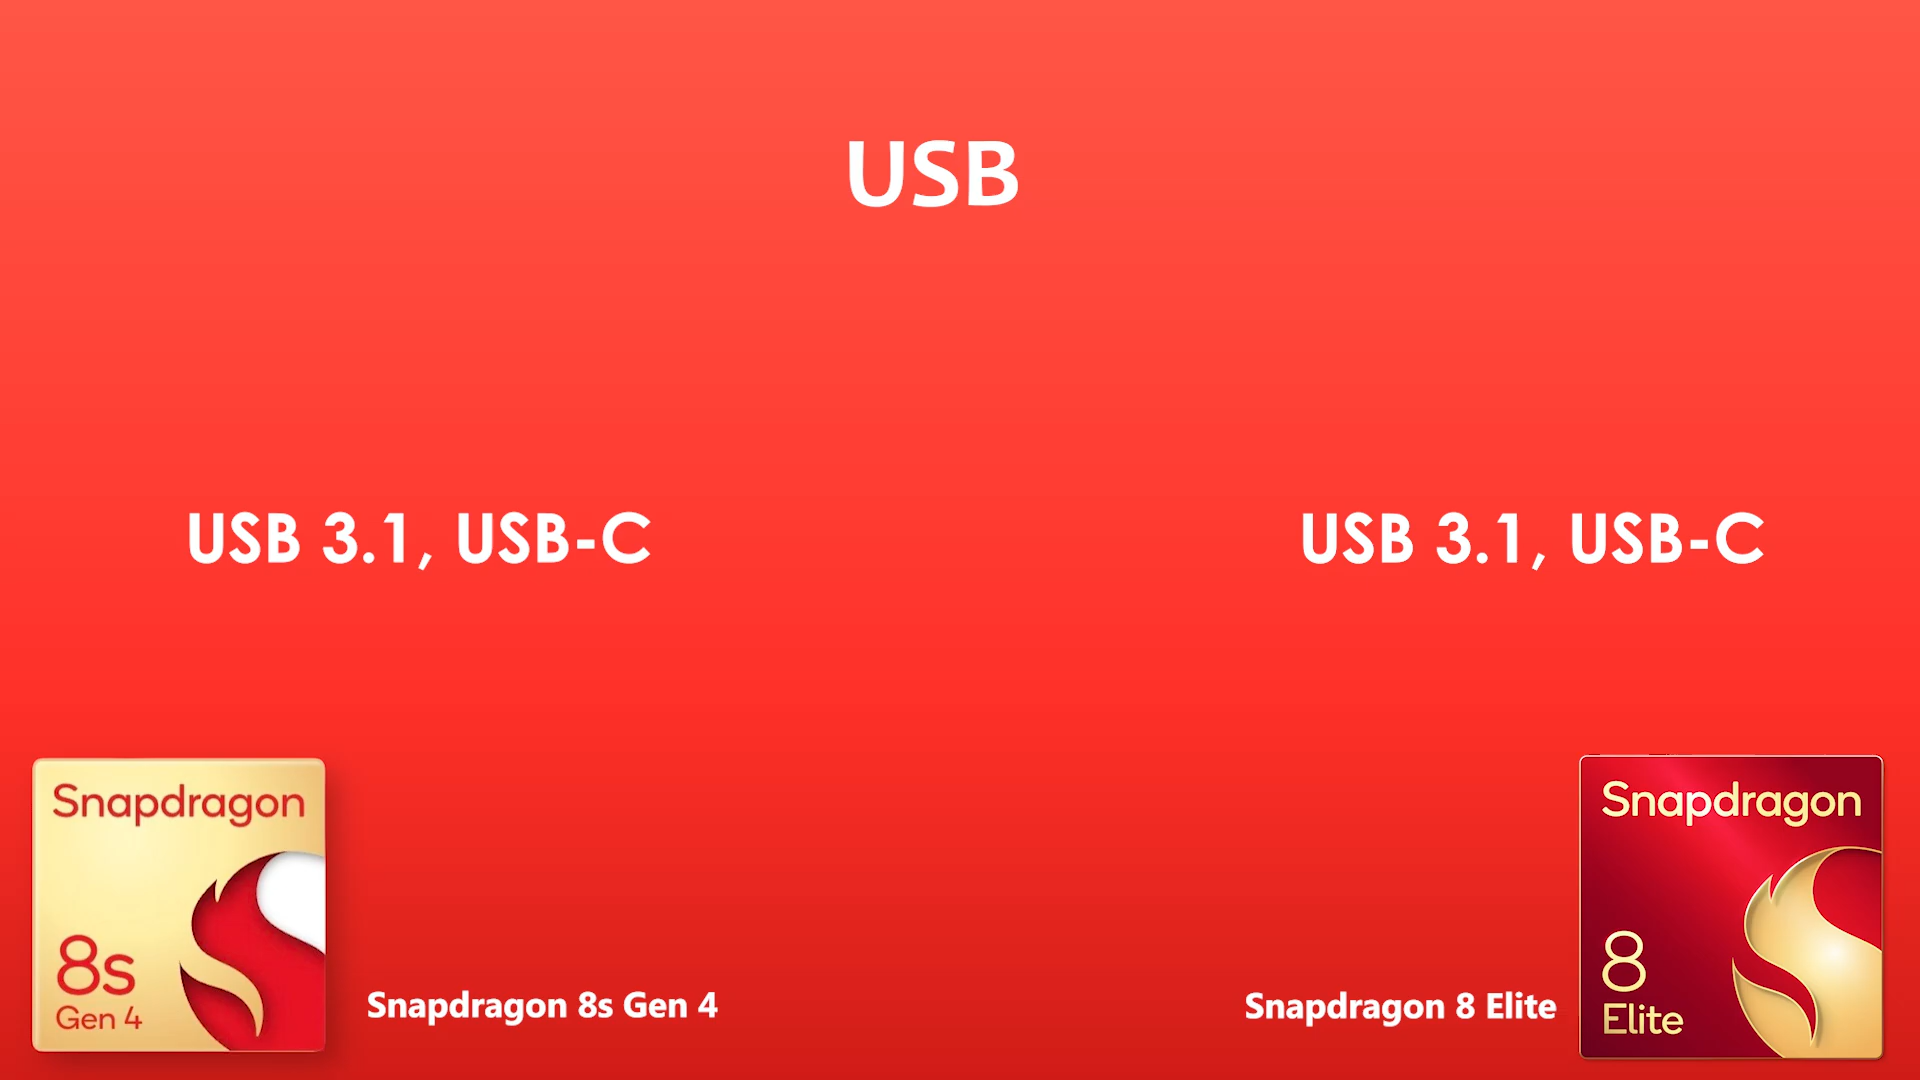 USB
USB 3.1, USB-C
USB 3.1, USB-C
Snapdragon
8s
Gen 4
Snapdragon 8s Gen 4
Snapdragon 8 Elite
Snapdragon
8
Elite